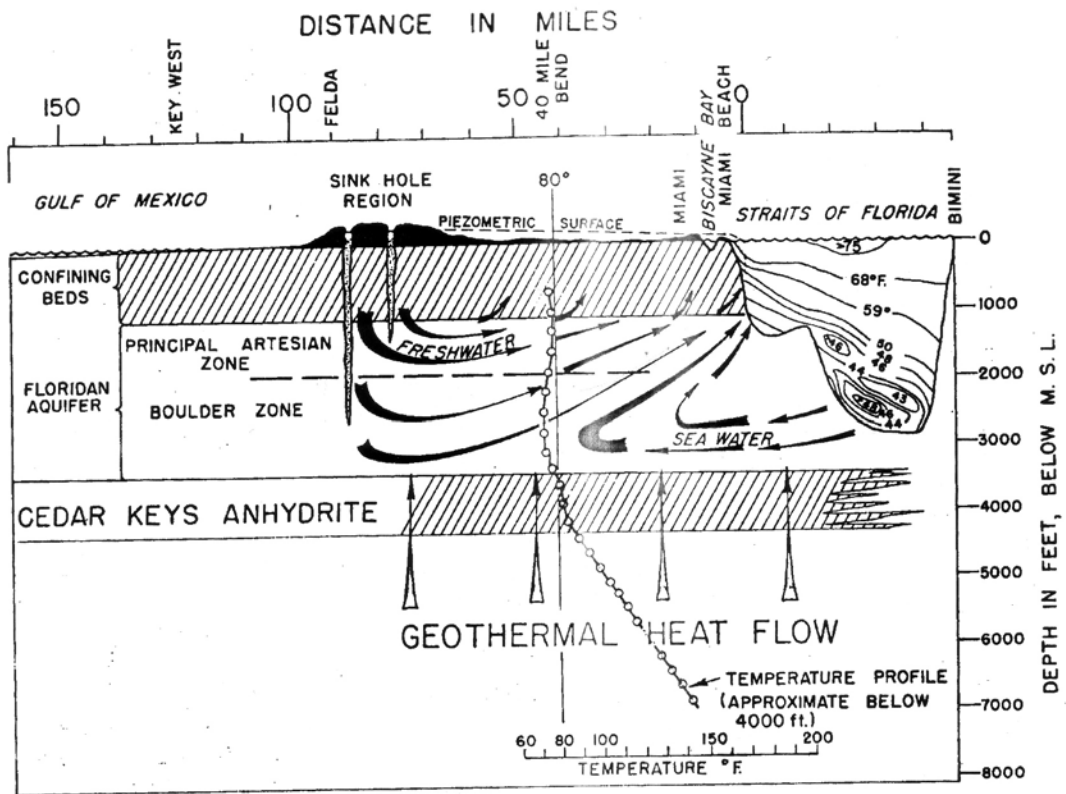 DISTANCE IN MILES
150
KEY WEST
100
FELDA
50
40 MILE
BEND
BISCAYNE BAY
MIAMI BEACH
0
GULF OF MEXICO
SINK HOLE
REGION
80°
MIAMI
STRAITS OF FLORIDA
BIMINI
PIEZOMETRIC SURFACE
CONFINING
BEDS
>75
68°F.
59°
50
48
46
46
44
43
44
PRINCIPAL ARTESIAN
ZONE
FRESHWATER
FLORIDAN
AQUIFER
BOULDER ZONE
SEA WATER
CEDAR KEYS ANHYDRITE
GEOTHERMAL HEAT FLOW
TEMPERATURE PROFILE
(APPROXIMATE BELOW
4000 ft.)
60 80 100 150 200
TEMPERATURE °F.
0
-1000
-2000
-3000
-4000
-5000
-6000
-7000
-8000
DEPTH IN FEET, BELOW M.S.L.